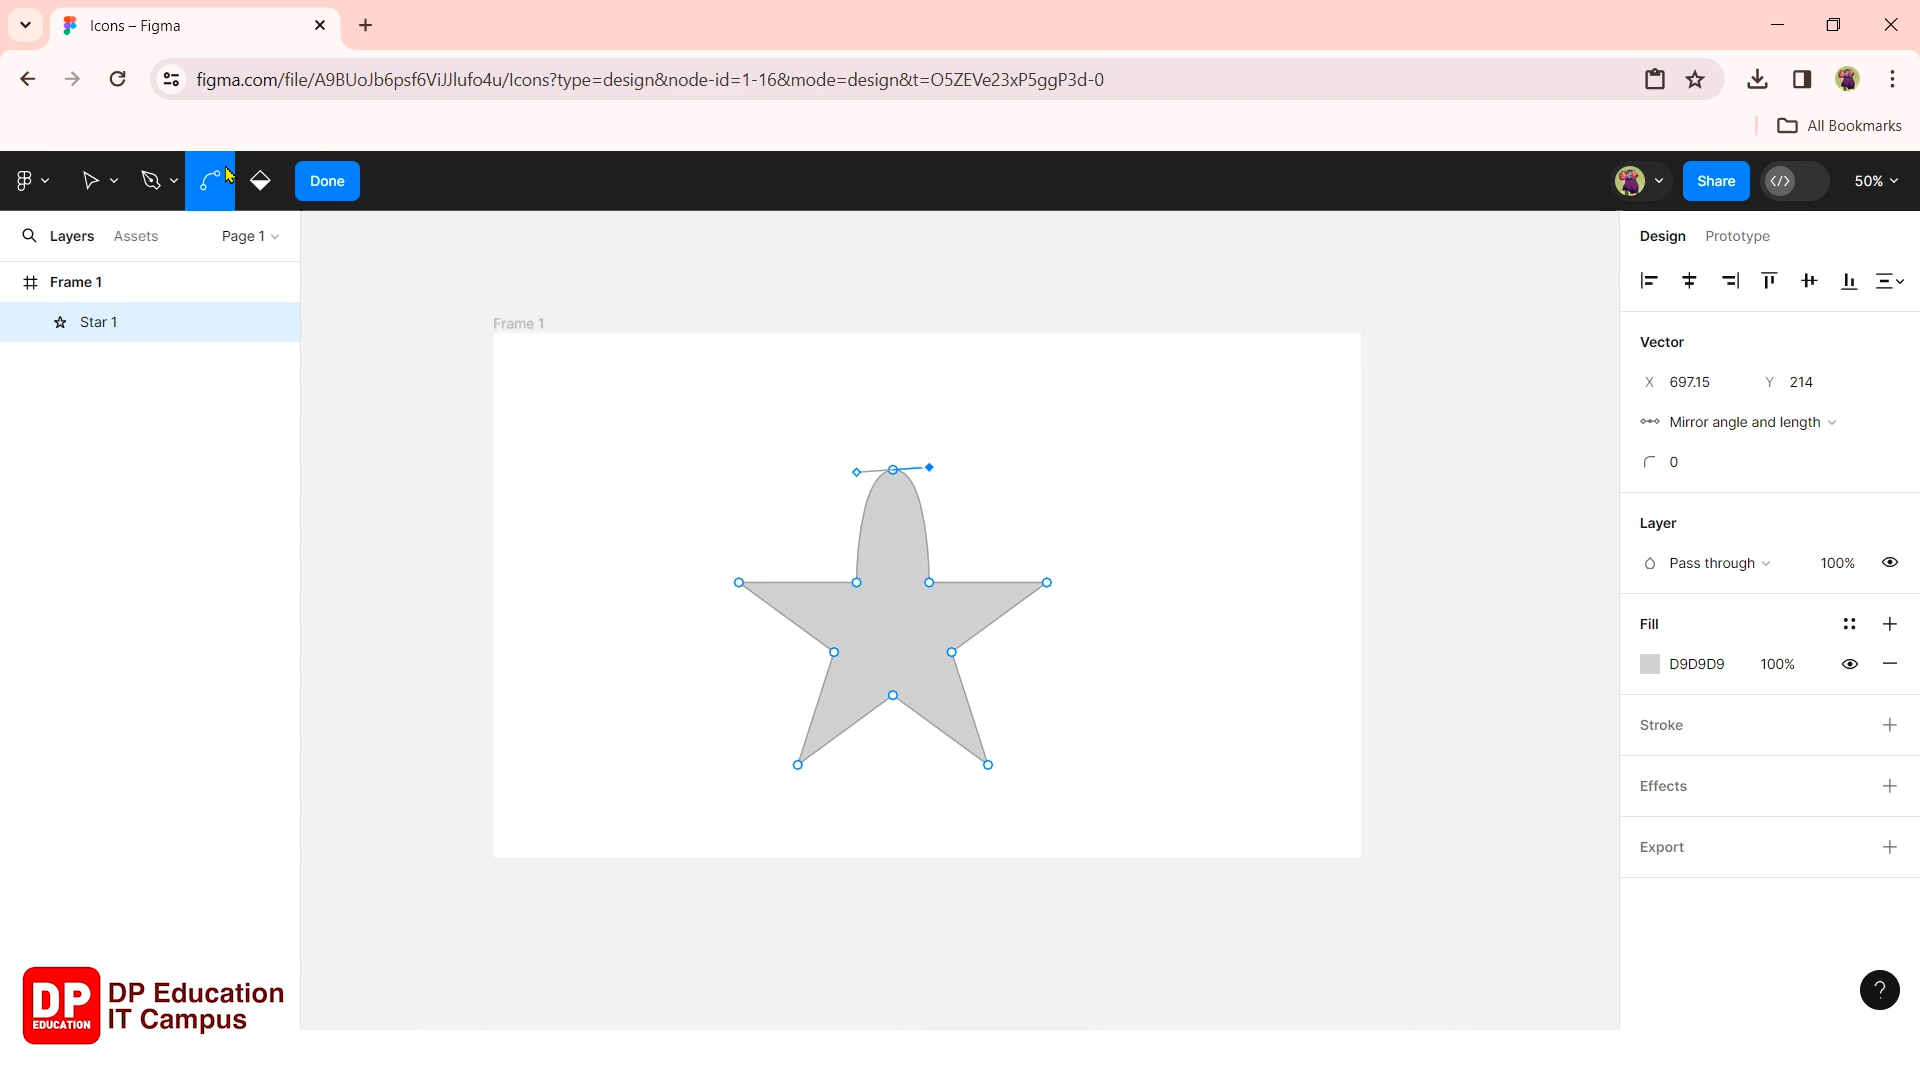 Icons – Figma
figma.com/file/A9BUoJb6psf6ViJJlufo4u/Icons?type=design&node-id=1-16&mode=design&t=O5ZEVe23xP5ggP3d-0
All Bookmarks
Done
Share
50%
Layers
Assets
Page 1
Design
Prototype
Frame 1
Star 1
Frame 1
Vector
X 697.15 Y 214
Mirror angle and length
0
Layer
Pass through 100%
Fill
D9D9D9 100%
Stroke
Effects
Export
?
DP
EDUCATION
DP Education
IT Campus